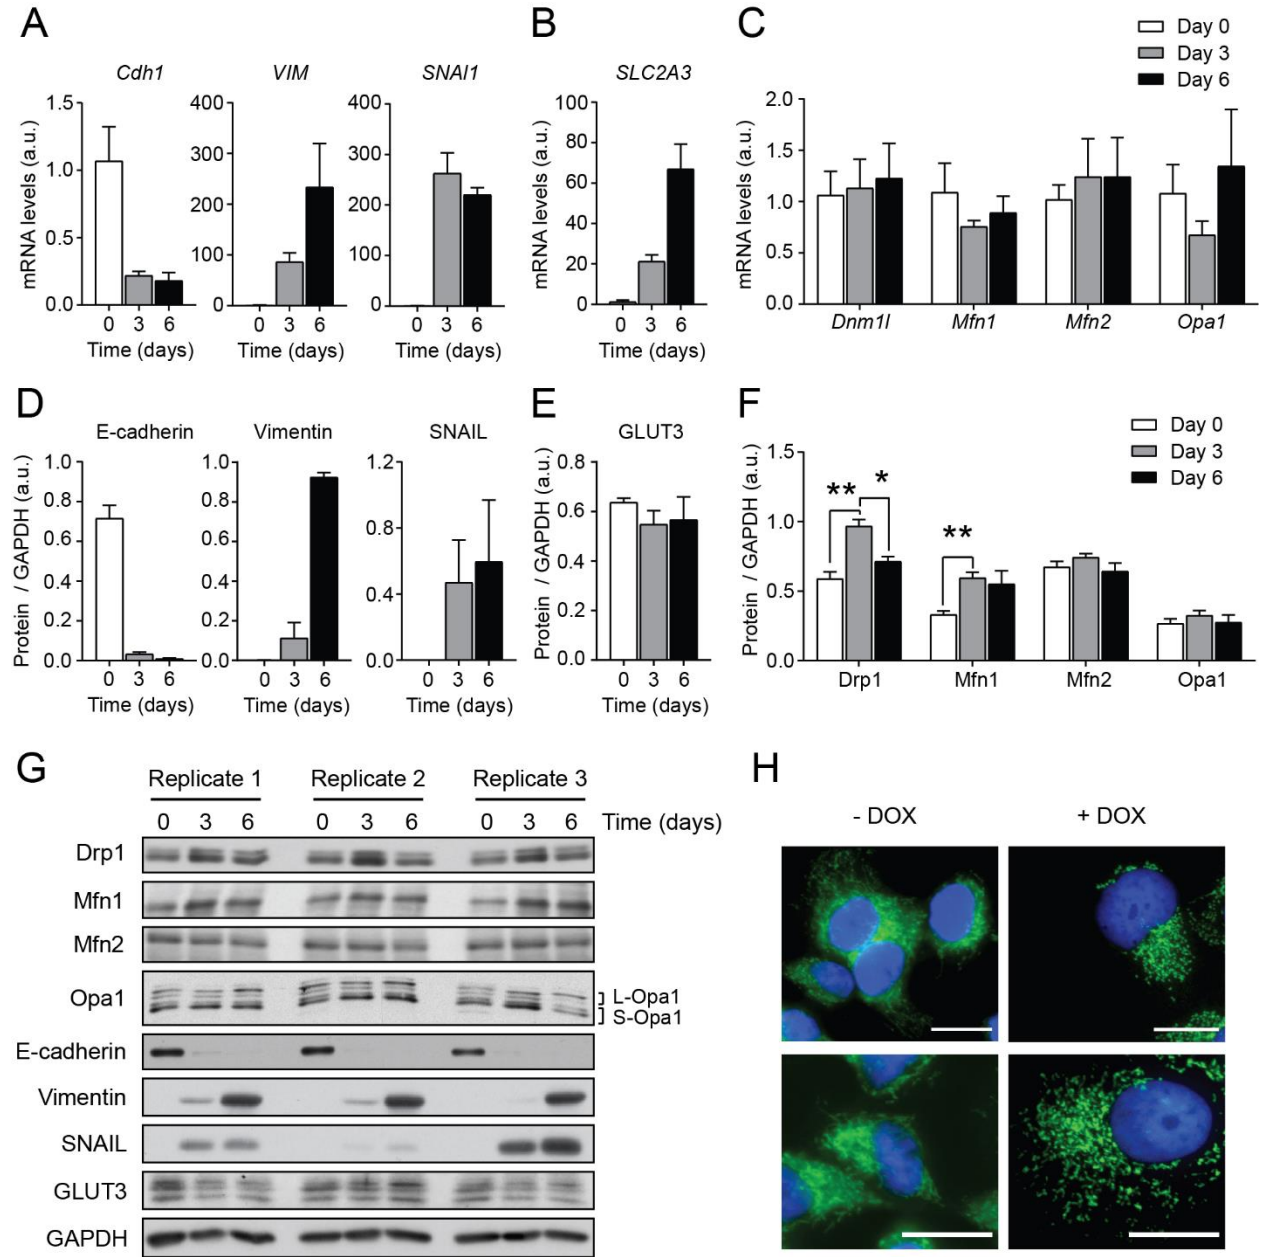 A
Cdh1
VIM
SNAI1
mRNA levels (a.u.)
1.5
1.0
0.5
0.0
0 3 6
Time (days)
400
300
200
100
0
0 3 6
Time (days)
400
300
200
100
0
0 3 6
Time (days)
B
SLC2A3
mRNA levels (a.u.)
100
80
60
40
20
0
0 3 6
Time (days)
C
Day 0
Day 3
Day 6
mRNA levels (a.u.)
2.0
1.5
1.0
0.5
0.0
Dnm1l Mfn1 Mfn2 Opa1
D
E-cadherin
Vimentin
SNAIL
Protein / GAPDH (a.u.)
1.0
0.8
0.6
0.4
0.2
0.0
0 3 6
Time (days)
1.0
0.8
0.6
0.4
0.2
0.0
0 3 6
Time (days)
1.2
0.8
0.4
0.0
0 3 6
Time (days)
E
GLUT3
Protein / GAPDH (a.u.)
0.8
0.6
0.4
0.2
0.0
0 3 6
Time (days)
F
Day 0
Day 3
Day 6
Protein / GAPDH (a.u.)
1.5
1.0
0.5
0.0
** *
**
Drp1 Mfn1 Mfn2 Opa1
G
Replicate 1 Replicate 2 Replicate 3
0 3 6 0 3 6 0 3 6 Time (days)
Drp1
Mfn1
Mfn2
Opa1
L-Opa1
S-Opa1
E-cadherin
Vimentin
SNAIL
GLUT3
GAPDH
H
- DOX + DOX